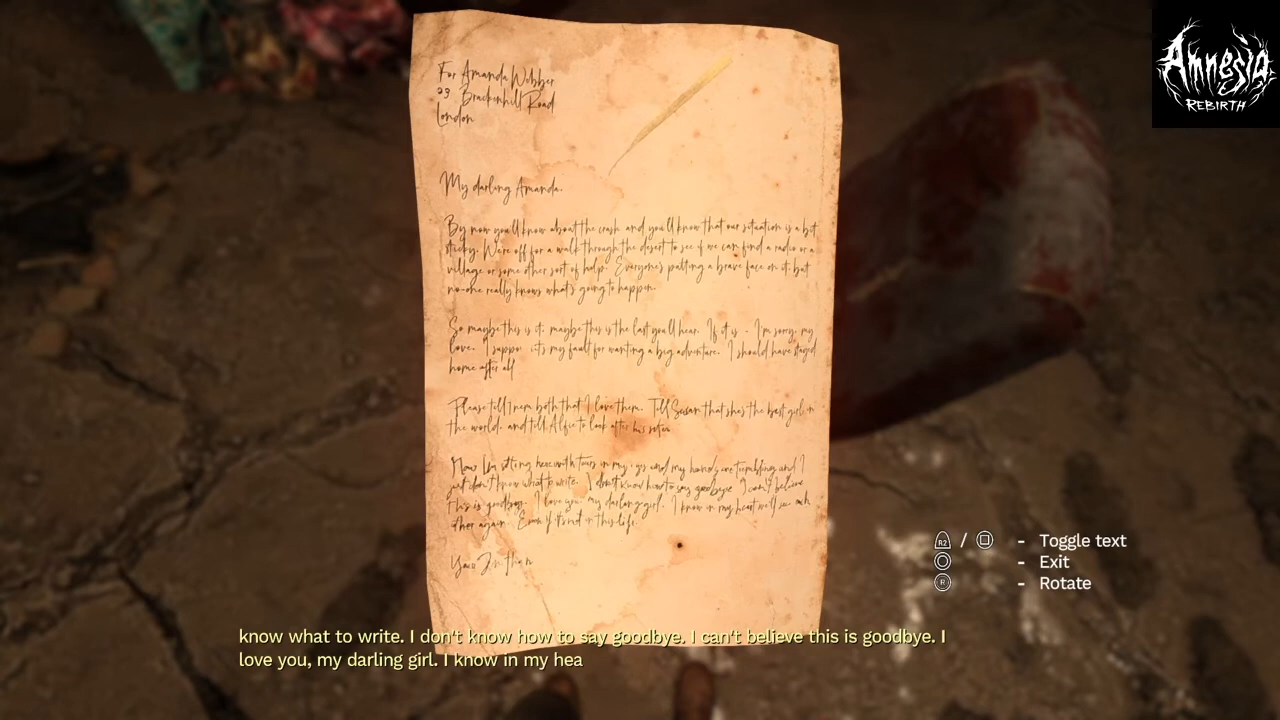 Amnesia
REBIRTH
For Amanda Webber
29 Brackenhill Road
London
My darling Amanda.
By now you'll know about the crash and you'll know that our situation is a bit
sticky. We're off for a walk through the desert to see if we can find a radio or a
village or some other sort of help. Everyone's putting a brave face on it, but
no-one really knows what's going to happen.
So maybe this is it, maybe this is the last you'll hear. If it is - I'm sorry, my
love. I suppo it's my fault for wanting a big adventure. I should have stayed
home after all
Please tell them both that I love them. Tell Susan that she's the best girl in
the world, and tell Alfie to look after his sister.
Now I'm sitting here with tears in my eyes and my hands are trembling and I
just don't know what to write. I don't know how to say goodbye. I can't believe
this is goodbye. I love you, my darling girl. I know in my heart we'll see each
other again. Even if it's not in this life.
R2 / - Toggle text
- Exit
R - Rotate
know what to write. I don't know how to say goodbye. I can't believe this is goodbye. I
love you, my darling girl. I know in my hea